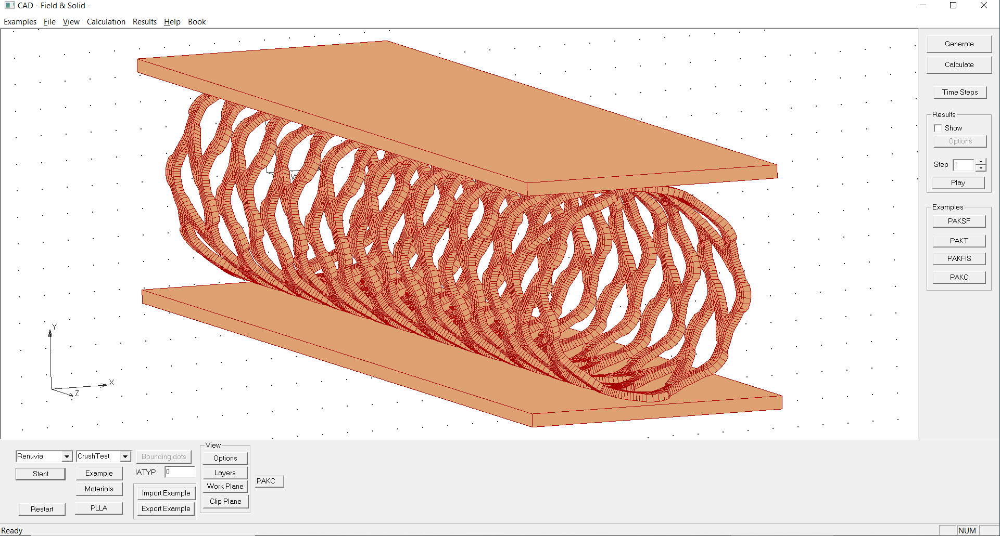 CAD - Field & Solid -
Examples File View Calculation Results Help Book
Generate
Calculate
Time Steps
Results
Show
Options
Step 1
Play
Examples
PAKSF
PAKT
PAKFIS
PAKC
Y
X
Z
Renuvia CrushTest Bounding dots
Stent Example IATYP 0
Materials
Import Example
Restart PLLA Export Example
View
Options
Layers
Work Plane
Clip Plane
PAKC
Ready NUM